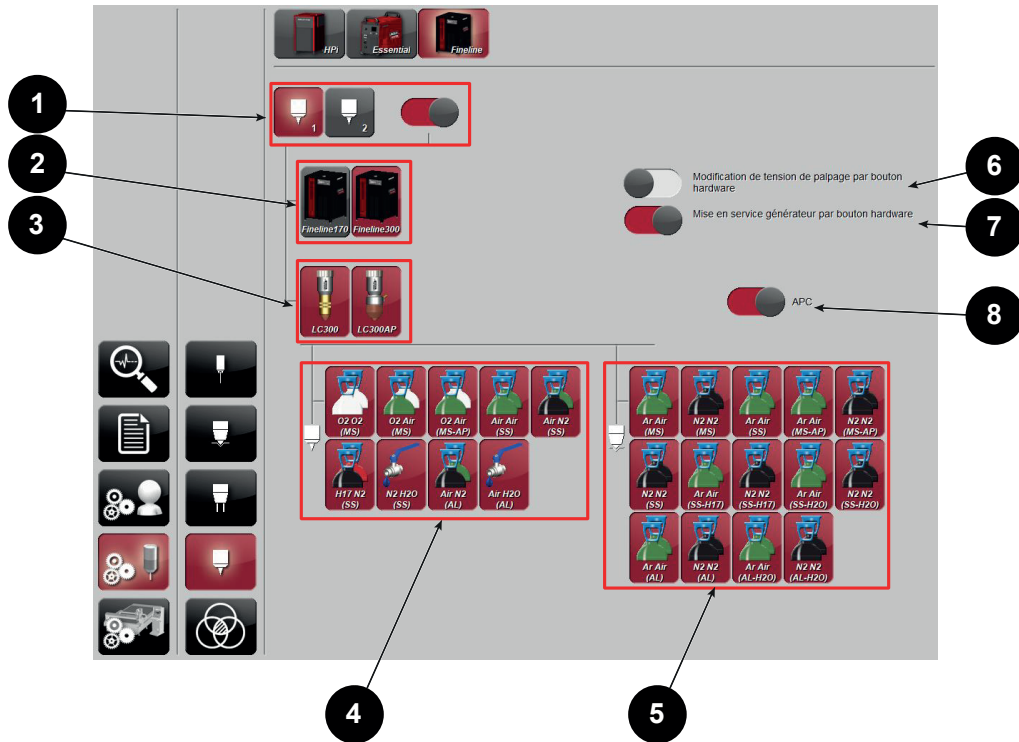 HPi
Essential
Fineline
1
1
2
2
Fineline170
Fineline300
3
LC300
LC300AP
6
Modification de tension de palpage par bouton
hardware
7
Mise en service générateur par bouton hardware
8
APC
O2 O2
(MS)
O2 Air
(MS)
O2 Air
(MS-AP)
Air Air
(SS)
Air N2
(SS)
H17 N2
(SS)
N2 H2O
(SS)
Air N2
(AL)
Air H2O
(AL)
Ar Air
(MS)
N2 N2
(MS)
Ar Air
(SS)
Ar Air
(MS-AP)
N2 N2
(MS-AP)
N2 N2
(SS)
Ar Air
(SS-H17)
N2 N2
(SS-H17)
Ar Air
(SS-H2O)
N2 N2
(SS-H2O)
Ar Air
(AL)
N2 N2
(AL)
Ar Air
(AL-H2O)
N2 N2
(AL-H2O)
4
5